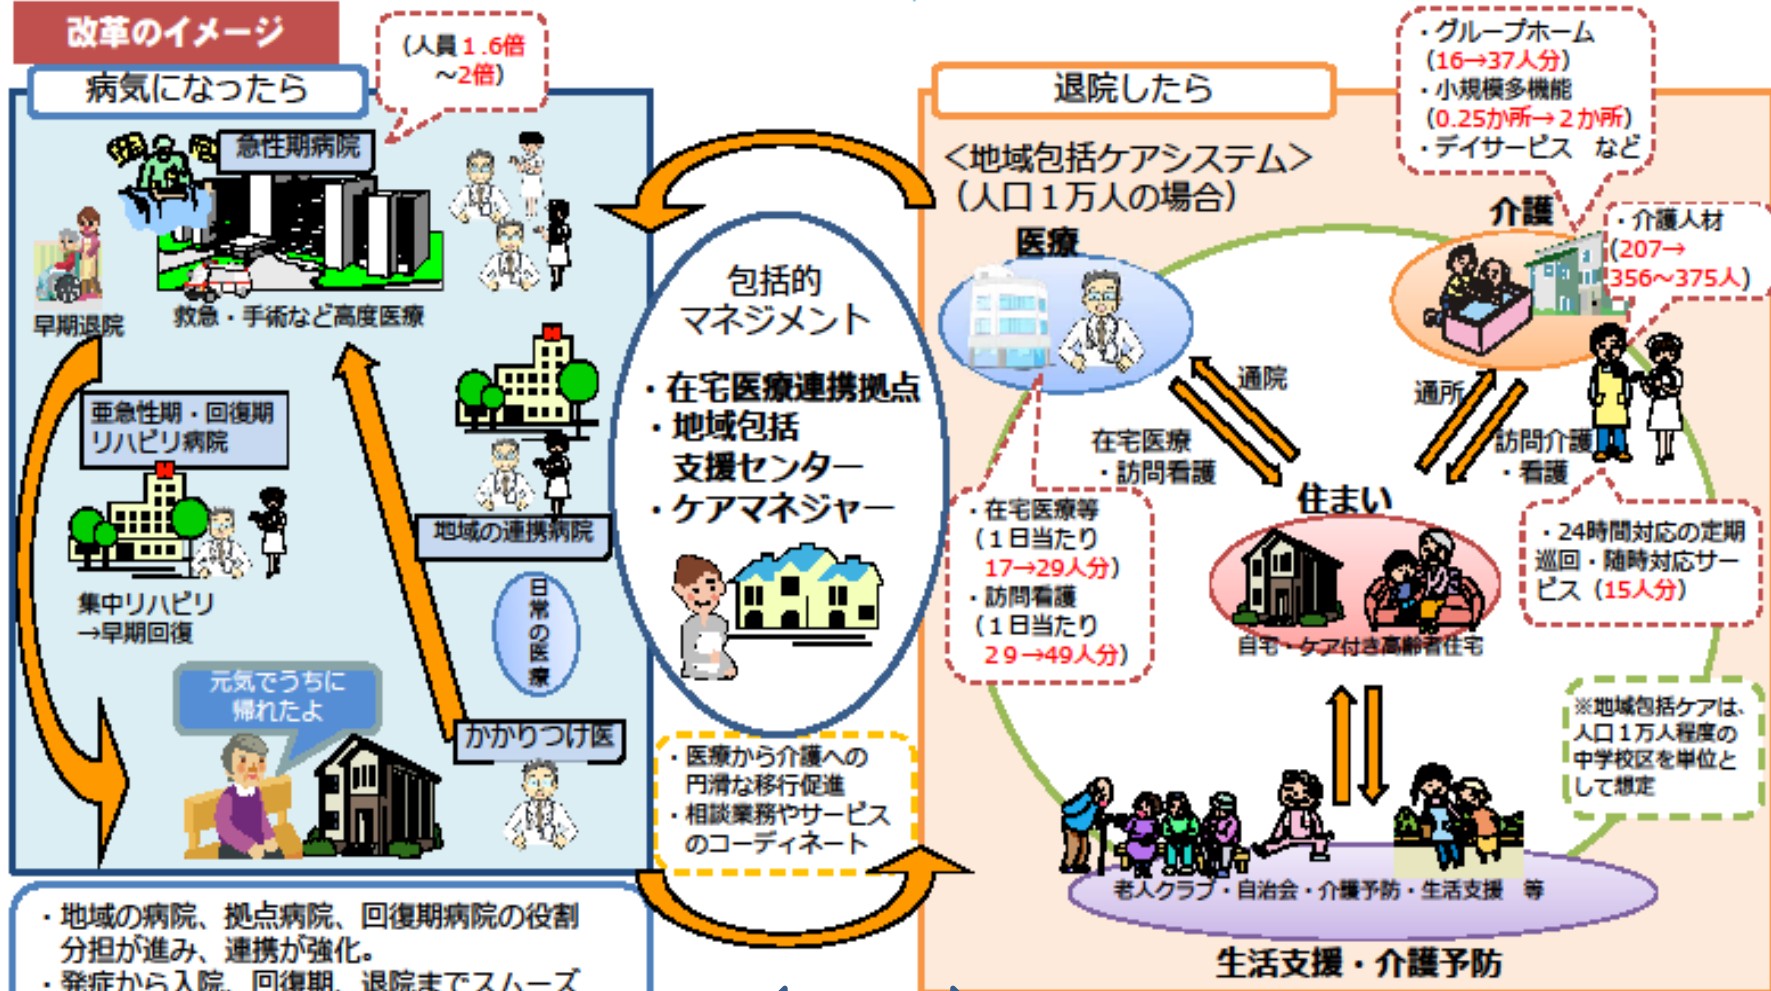 改革のイメージ
(人員１.6倍
～2倍)
病気になったら
急性期病院
早期退院
救急・手術など高度医療
亜急性期・回復期
リハビリ病院
集中リハビリ
→早期回復
地域の連携病院
日常の医療
元気でうちに
帰れたよ
かかりつけ医
・地域の病院、拠点病院、回復期病院の役割
分担が進み、連携が強化。
・発症から入院、回復期、退院までスムーズ
包括的
マネジメント
・在宅医療連携拠点
・地域包括
支援センター
・ケアマネジャー
・医療から介護への
円滑な移行促進
・相談業務やサービス
のコーディネート
退院したら
＜地域包括ケアシステム＞
（人口１万人の場合）
・グループホーム
(16→37人分)
・小規模多機能
(0.25か所→２か所)
・デイサービス　など
医療
介護
・介護人材
(207→
356～375人)
通院
在宅医療
・訪問看護
通所
訪問介護
・看護
・在宅医療等
(１日当たり
17→29人分)
・訪問看護
(１日当たり
２９→49人分)
住まい
自宅・ケア付き高齢者住宅
・24時間対応の定期
巡回・随時対応サー
ビス（15人分）
※地域包括ケアは、
人口１万人程度の
中学校区を単位と
して想定
老人クラブ・自治会・介護予防・生活支援　等
生活支援・介護予防